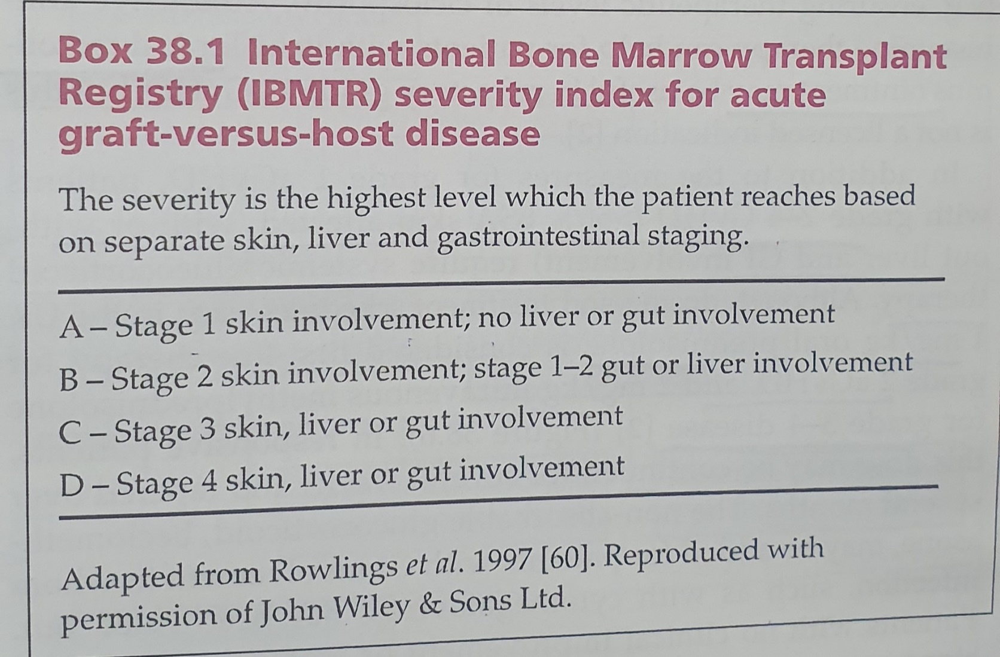 Box 38.1 International Bone Marrow Transplant
Registry (IBMTR) severity index for acute
graft-versus-host disease
The severity is the highest level which the patient reaches based
on separate skin, liver and gastrointestinal staging.
A – Stage 1 skin involvement; no liver or gut involvement
B – Stage 2 skin involvement; stage 1–2 gut or liver involvement
C – Stage 3 skin, liver or gut involvement
D – Stage 4 skin, liver or gut involvement
Adapted from Rowlings et al. 1997 [60]. Reproduced with
permission of John Wiley & Sons Ltd.